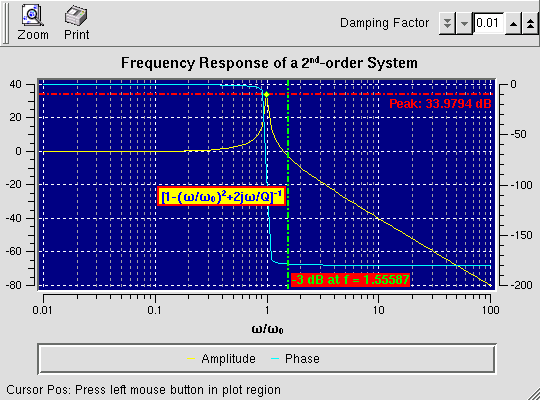 Zoom Print Damping Factor 0.01
Frequency Response of a 2nd-order System
40 0
Peak: 33.9794 dB
20 -50
0
-20 -100
[1-(ω/ω0)2+2jω/Q]-1
-40
-150
-60
-3 dB at f = 1.55587
-80 -200
0.01 0.1 1 10 100
ω/ω0
Amplitude Phase
Cursor Pos: Press left mouse button in plot region